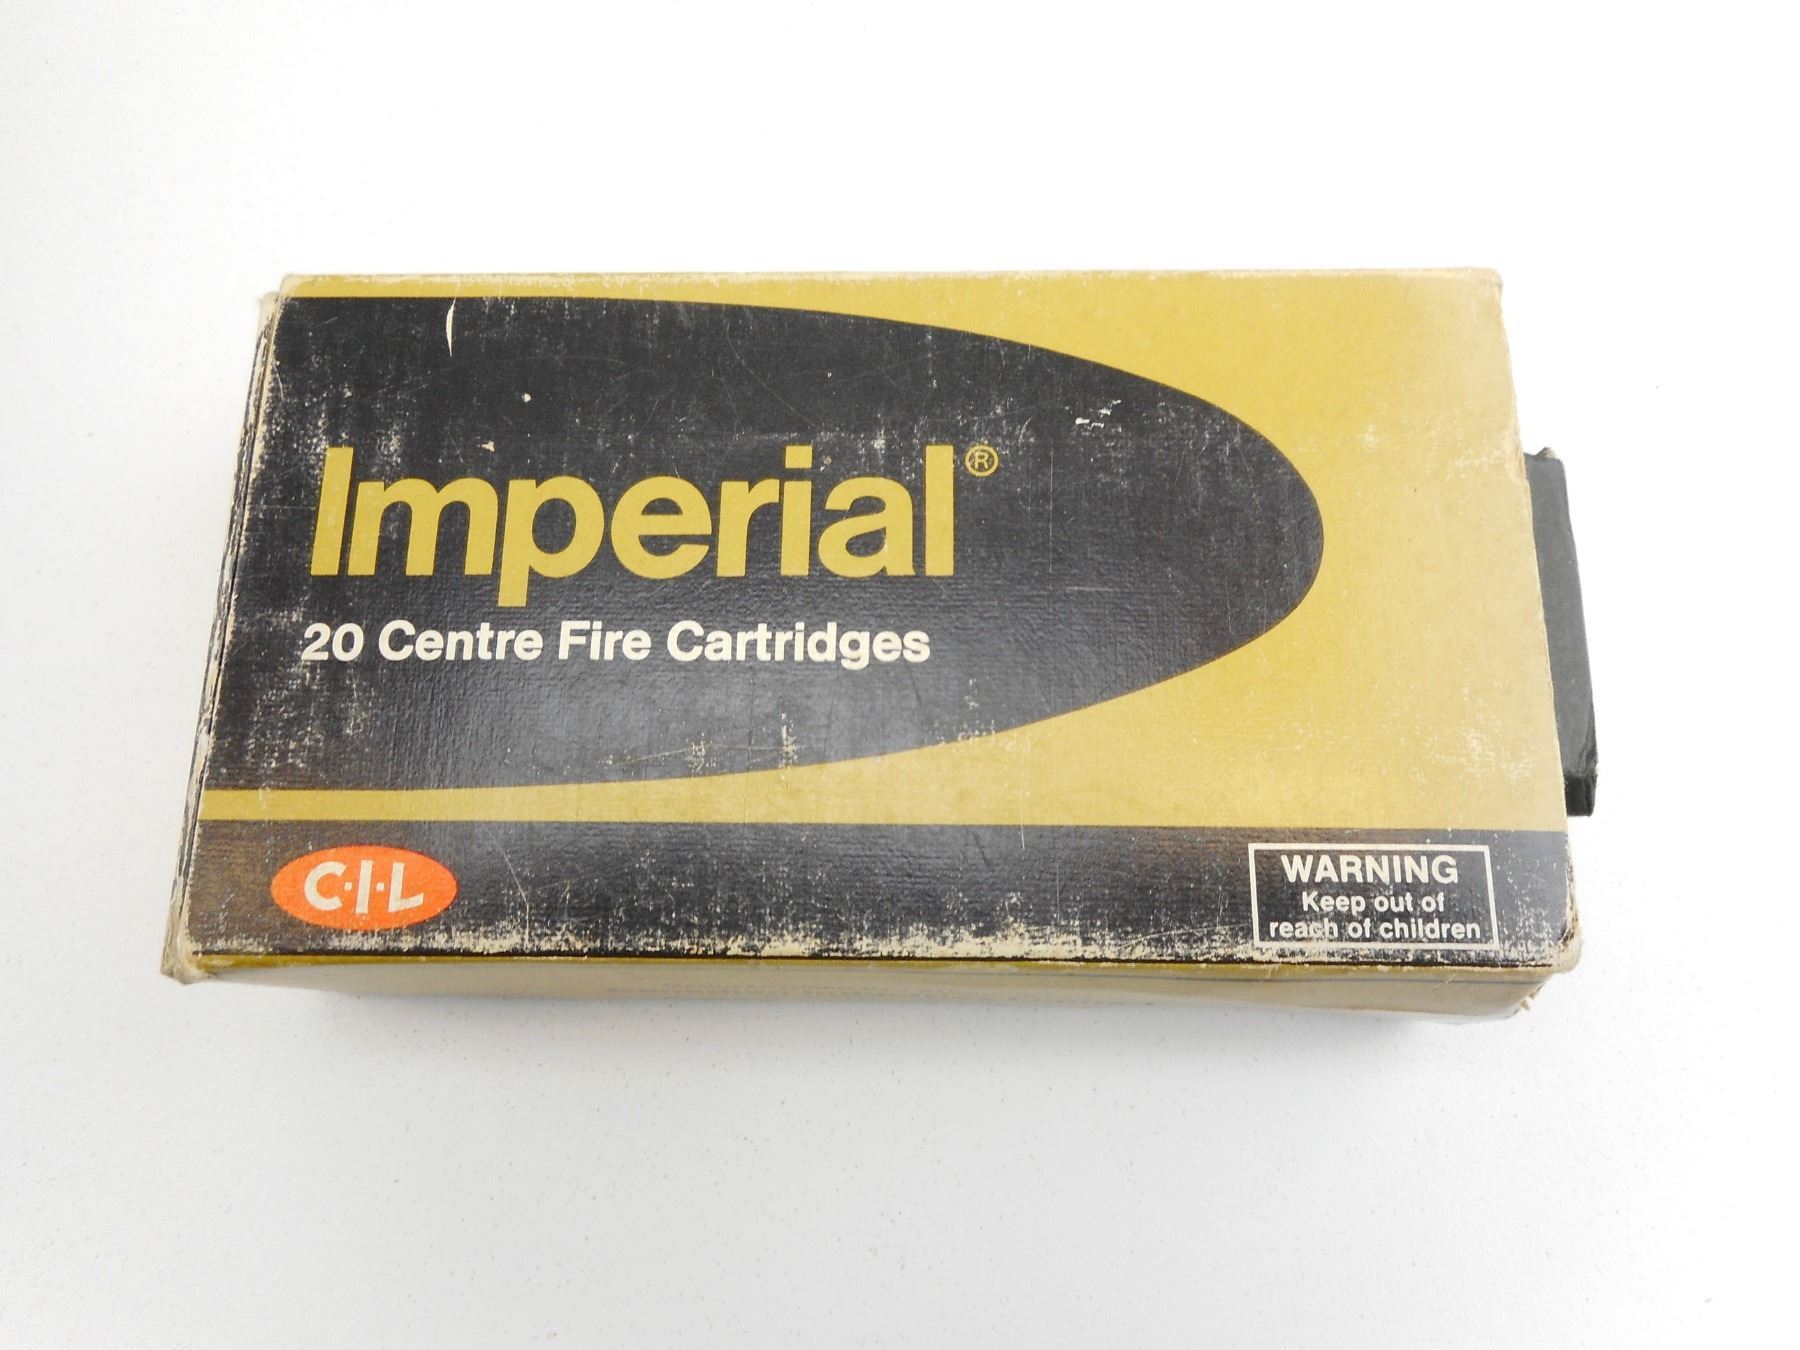 Imperial®
20 Centre Fire Cartridges
C·I·L
WARNING
Keep out of
reach of children